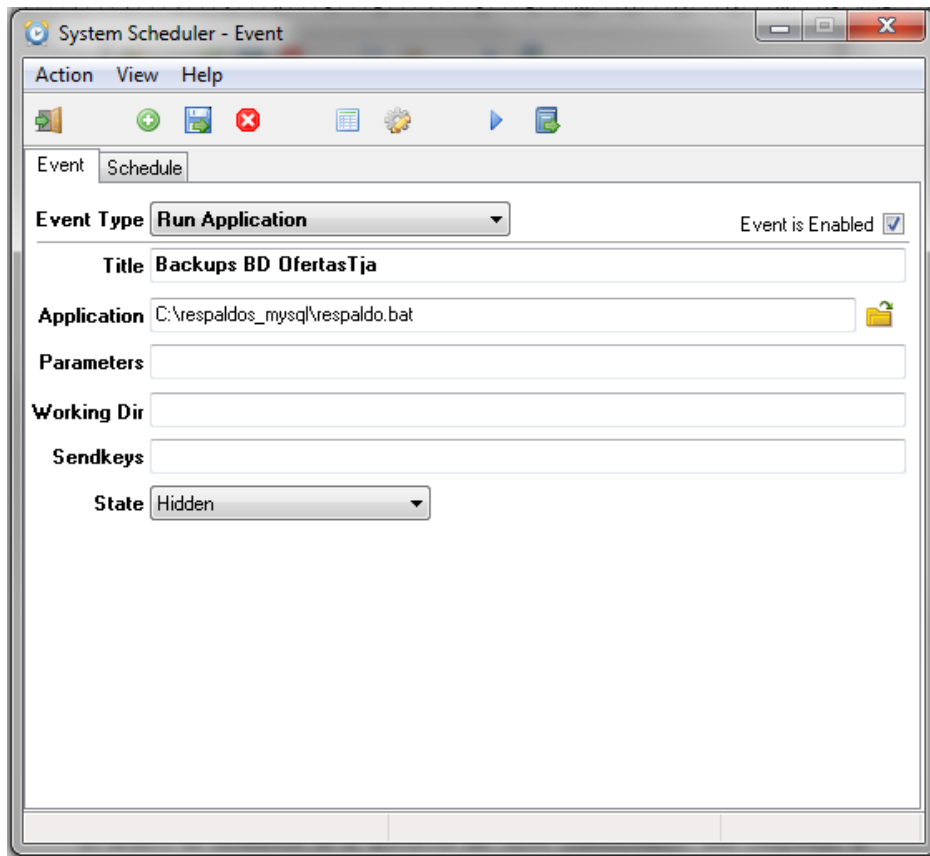 System Scheduler - Event
Action View Help
Event Schedule
Event Type Run Application Event is Enabled
Title Backups BD OfertasTja
Application C:\respaldos_mysql\respaldo.bat
Parameters
Working Dir
Sendkeys
State Hidden